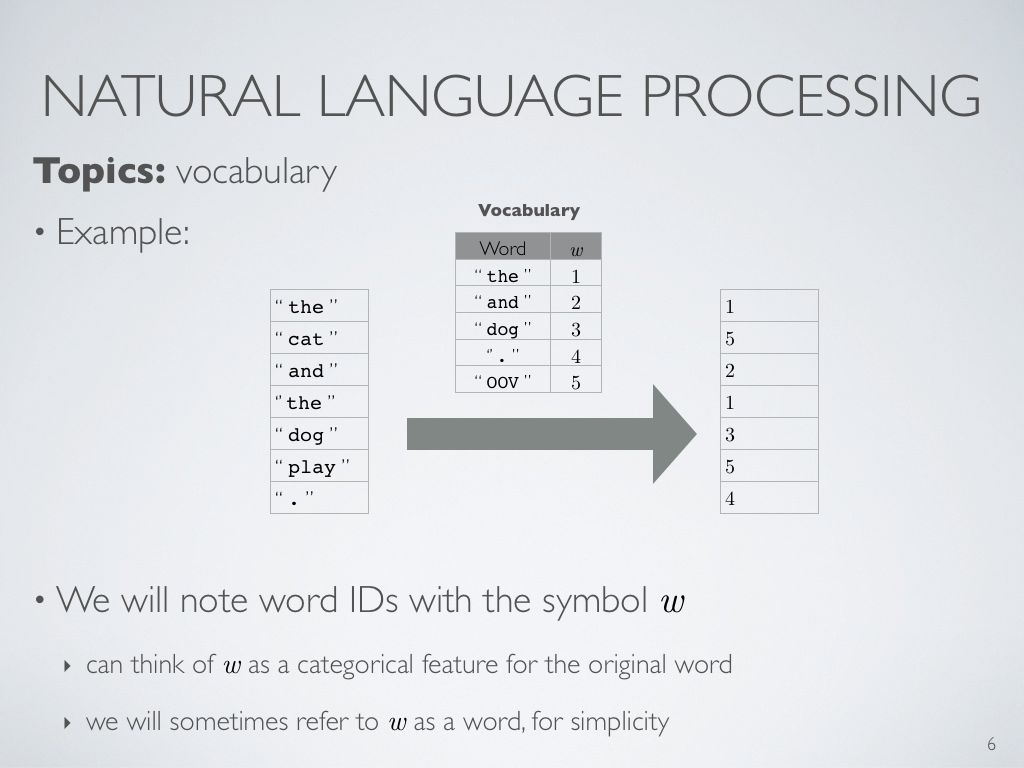 NATURAL LANGUAGE PROCESSING
Topics: vocabulary
• Example:
Vocabulary
Word w
“ the ” 1
“ and ” 2
“ dog ” 3
“ . ” 4
“ OOV ” 5
“ the ”
“ cat ”
“ and ”
“ the ”
“ dog ”
“ play ”
“ . ”
1
5
2
1
3
5
4
• We will note word IDs with the symbol w
‣ can think of w as a categorical feature for the original word
‣ we will sometimes refer to w as a word, for simplicity
6